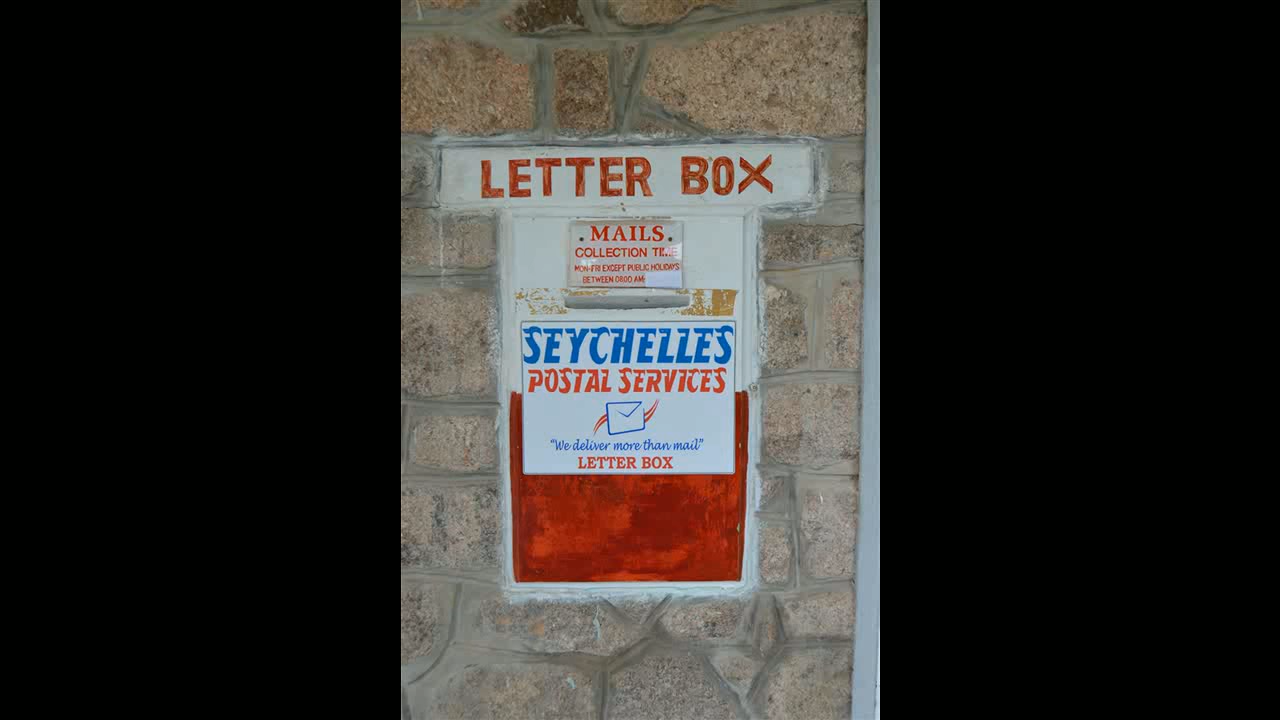 LETTER BOX
MAILS
COLLECTION TIME
MON-FRI EXCEPT PUBLIC HOLIDAYS
BETWEEN 0800 AM-
SEYCHELLES
POSTAL SERVICES
"We deliver more than mail"
LETTER BOX